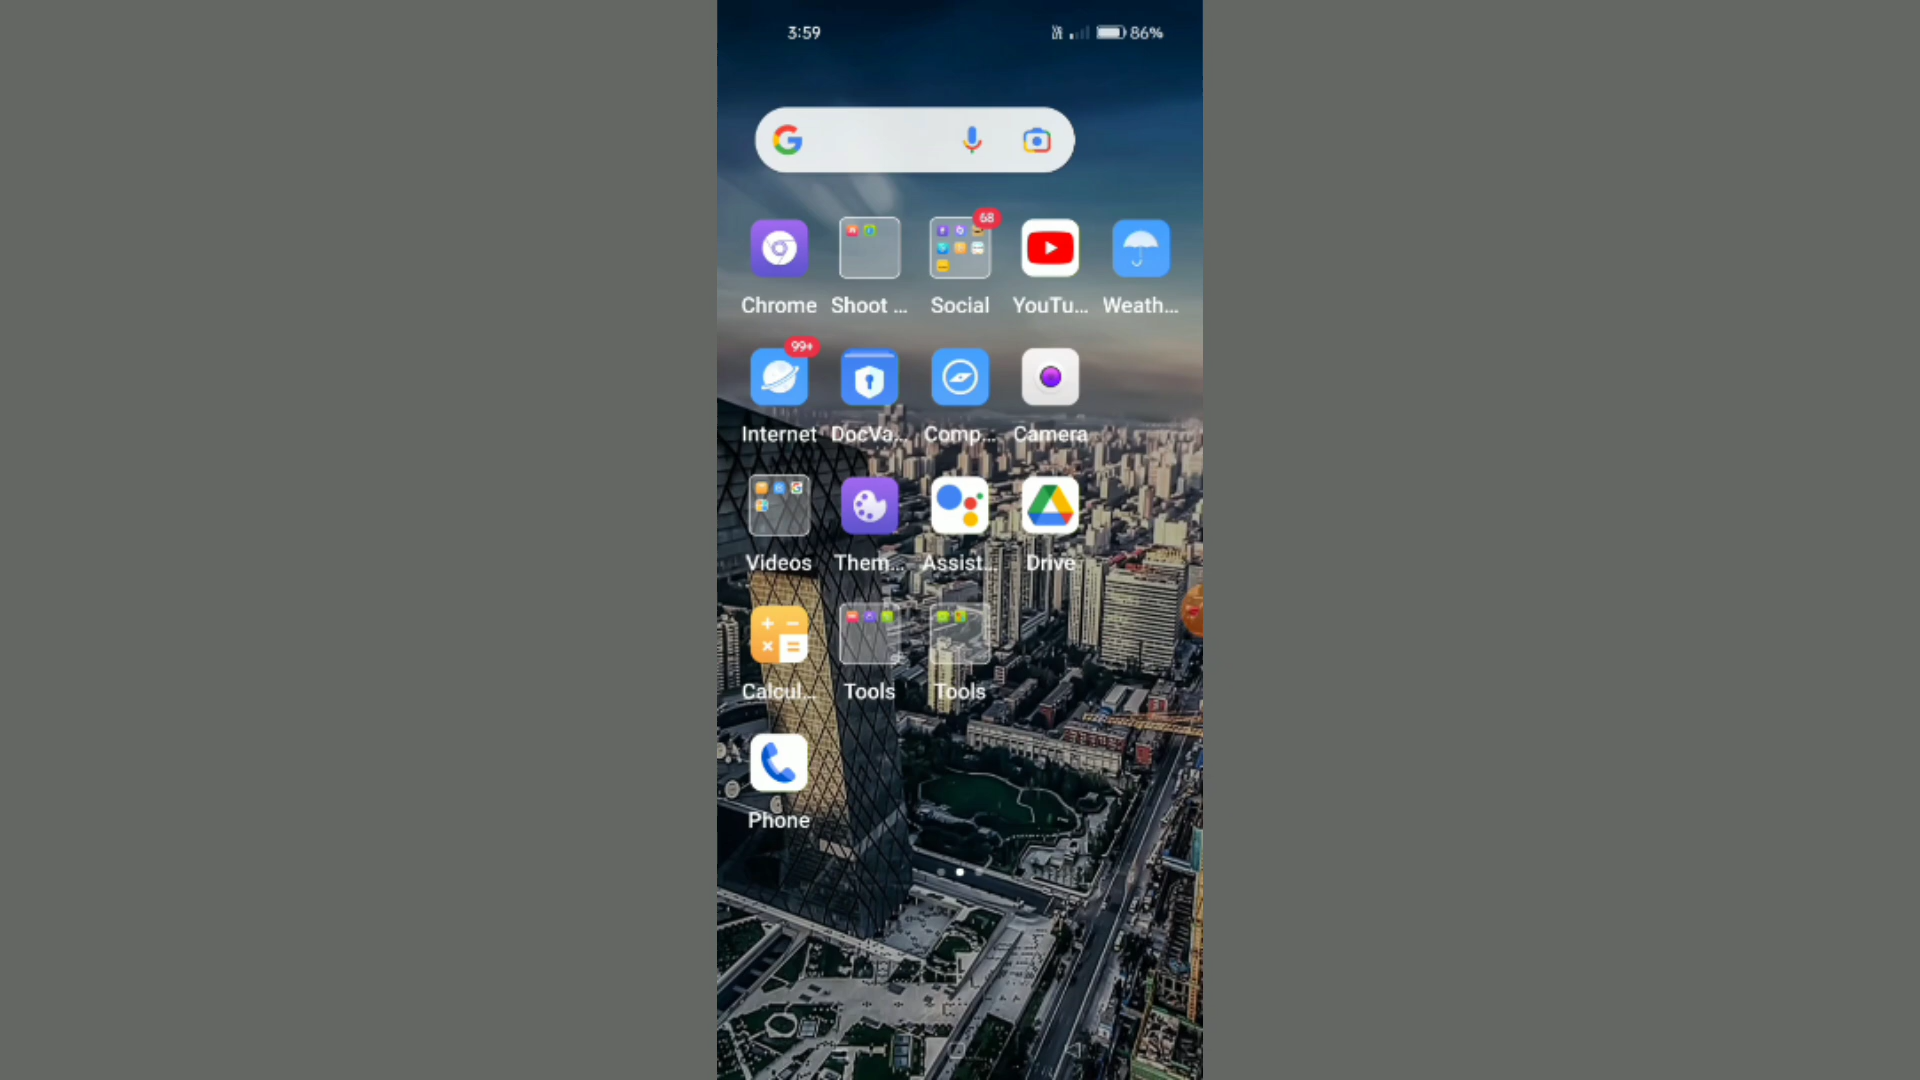 3:59 86%
68
Chrome Shoot ... Social YouTu... Weath...
99+
Internet DocVa... Comp... Camera
Videos Them... Assist... Drive
Calcul... Tools Tools
Phone